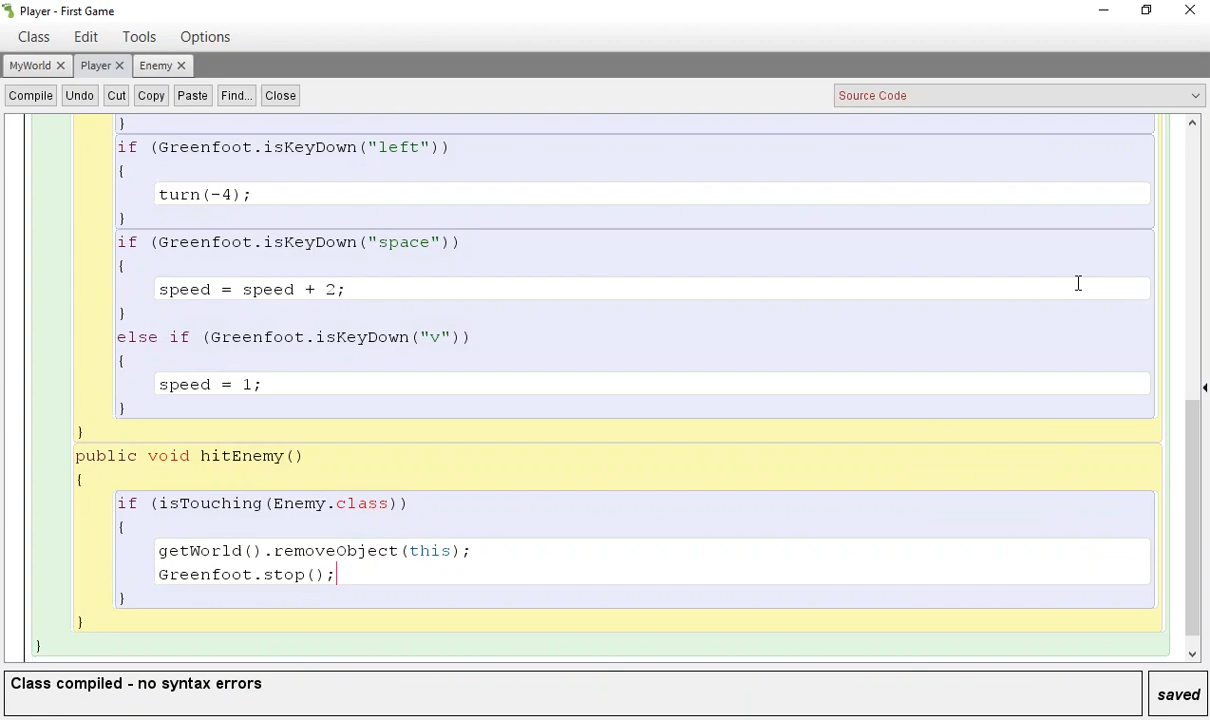 Player - First Game
Class Edit Tools Options
MyWorld Player Enemy
Compile Undo Cut Copy Paste Find... Close Source Code
}
if (Greenfoot.isKeyDown("left"))
{
turn(-4);
}
if (Greenfoot.isKeyDown("space"))
{
speed = speed + 2;
}
else if (Greenfoot.isKeyDown("v"))
{
speed = 1;
}
}
public void hitEnemy()
{
if (isTouching(Enemy.class))
{
getWorld().removeObject(this);
Greenfoot.stop();
}
}
}
Class compiled - no syntax errors
saved